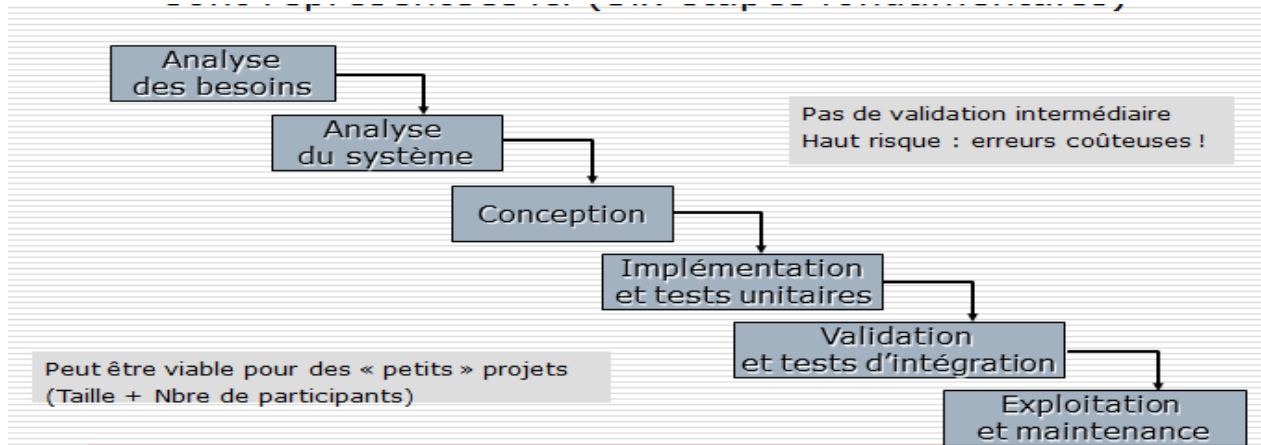 Analyse
des besoins
Analyse
du système
Pas de validation intermédiaire
Haut risque : erreurs coûteuses !
Conception
Implémentation
et tests unitaires
Validation
et tests d'intégration
Peut être viable pour des « petits » projets
(Taille + Nbre de participants)
Exploitation
et maintenance